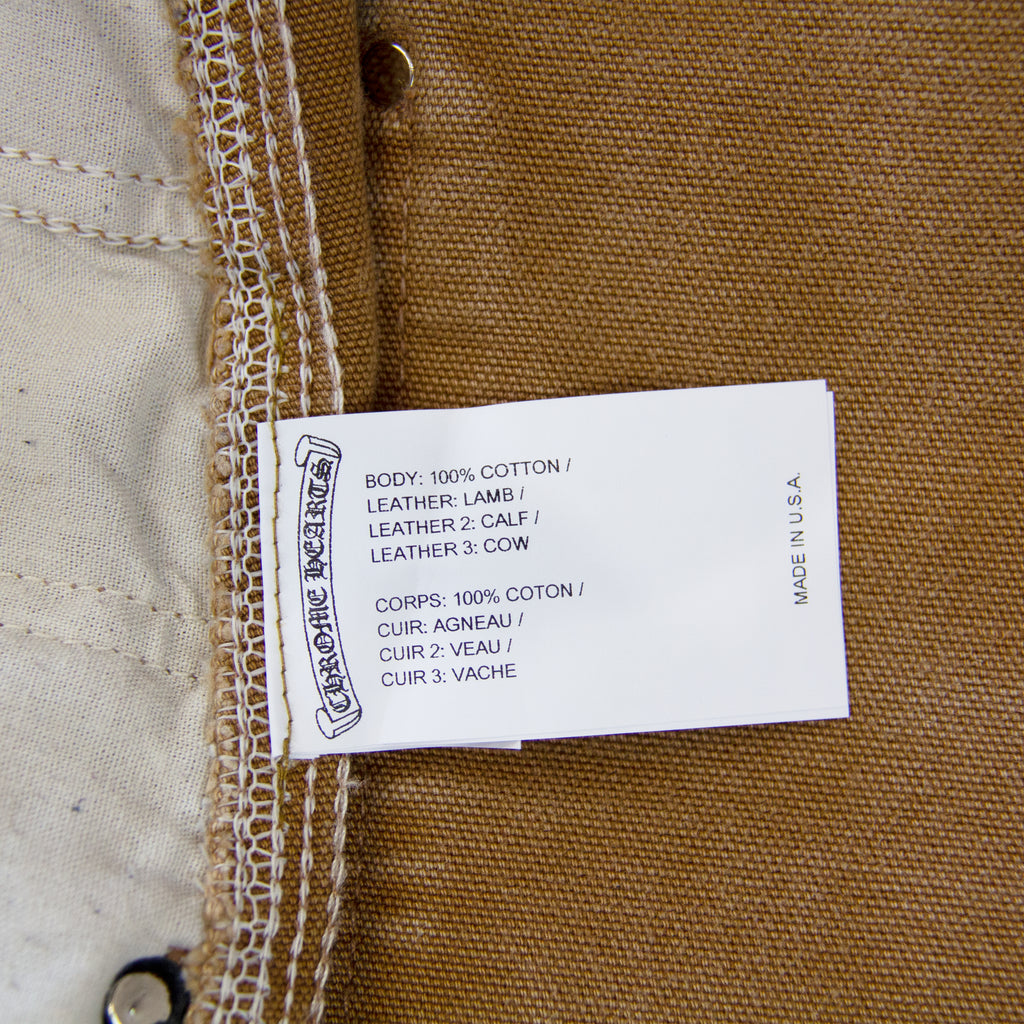 CHROME HEARTS
BODY: 100% COTTON /
LEATHER: LAMB /
LEATHER 2: CALF /
LEATHER 3: COW
CORPS: 100% COTON /
CUIR: AGNEAU /
CUIR 2: VEAU /
CUIR 3: VACHE
MADE IN U.S.A.